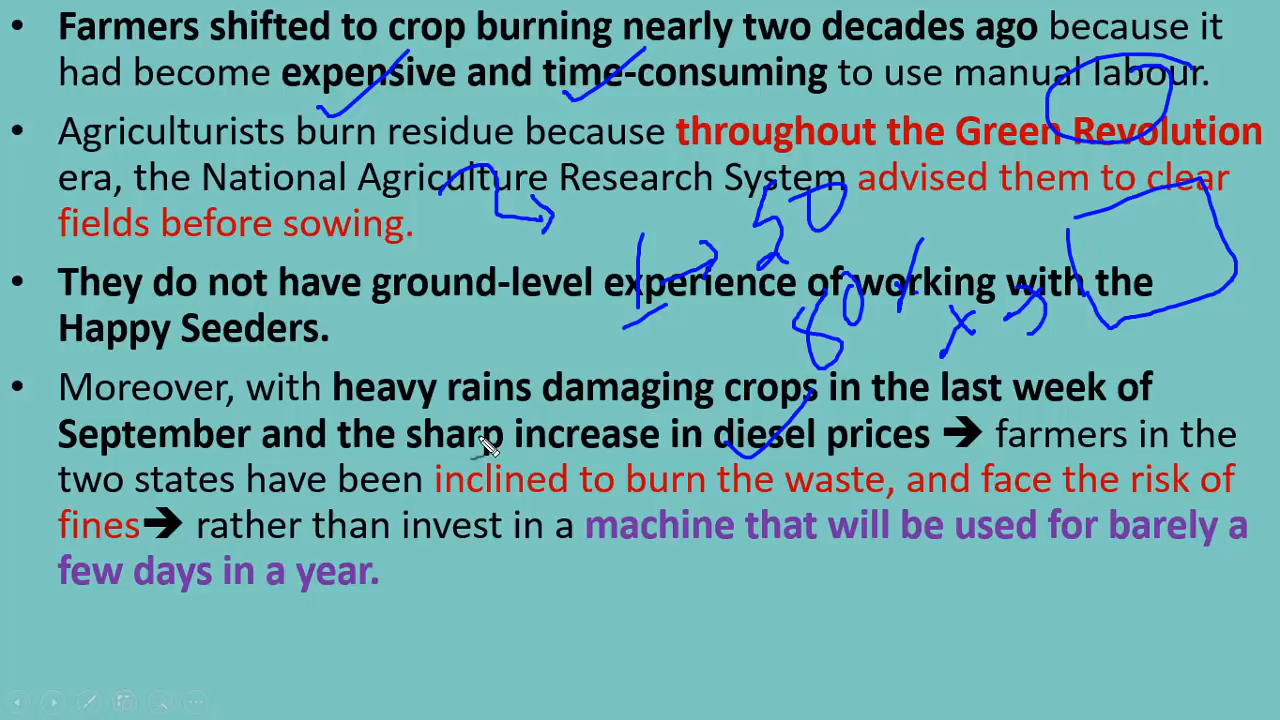 • Farmers shifted to crop burning nearly two decades ago because it
had become expensive and time-consuming to use manual labour.
• Agriculturists burn residue because throughout the Green Revolution
era, the National Agriculture Research System advised them to clear
fields before sowing.
50
1
• They do not have ground-level experience of working with the
80%
Happy Seeders.
• Moreover, with heavy rains damaging crops in the last week of
September and the sharp increase in diesel prices ➔ farmers in the
two states have been inclined to burn the waste, and face the risk of
fines➔ rather than invest in a machine that will be used for barely a
few days in a year.